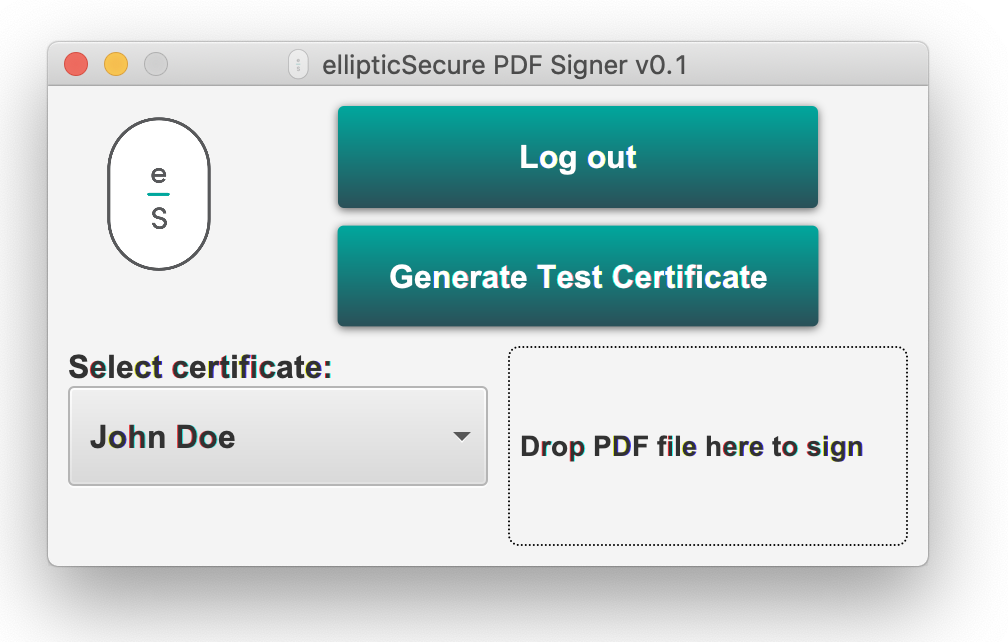 ellipticSecure PDF Signer v0.1
e
S
Log out
Generate Test Certificate
Select certificate:
John Doe
Drop PDF file here to sign